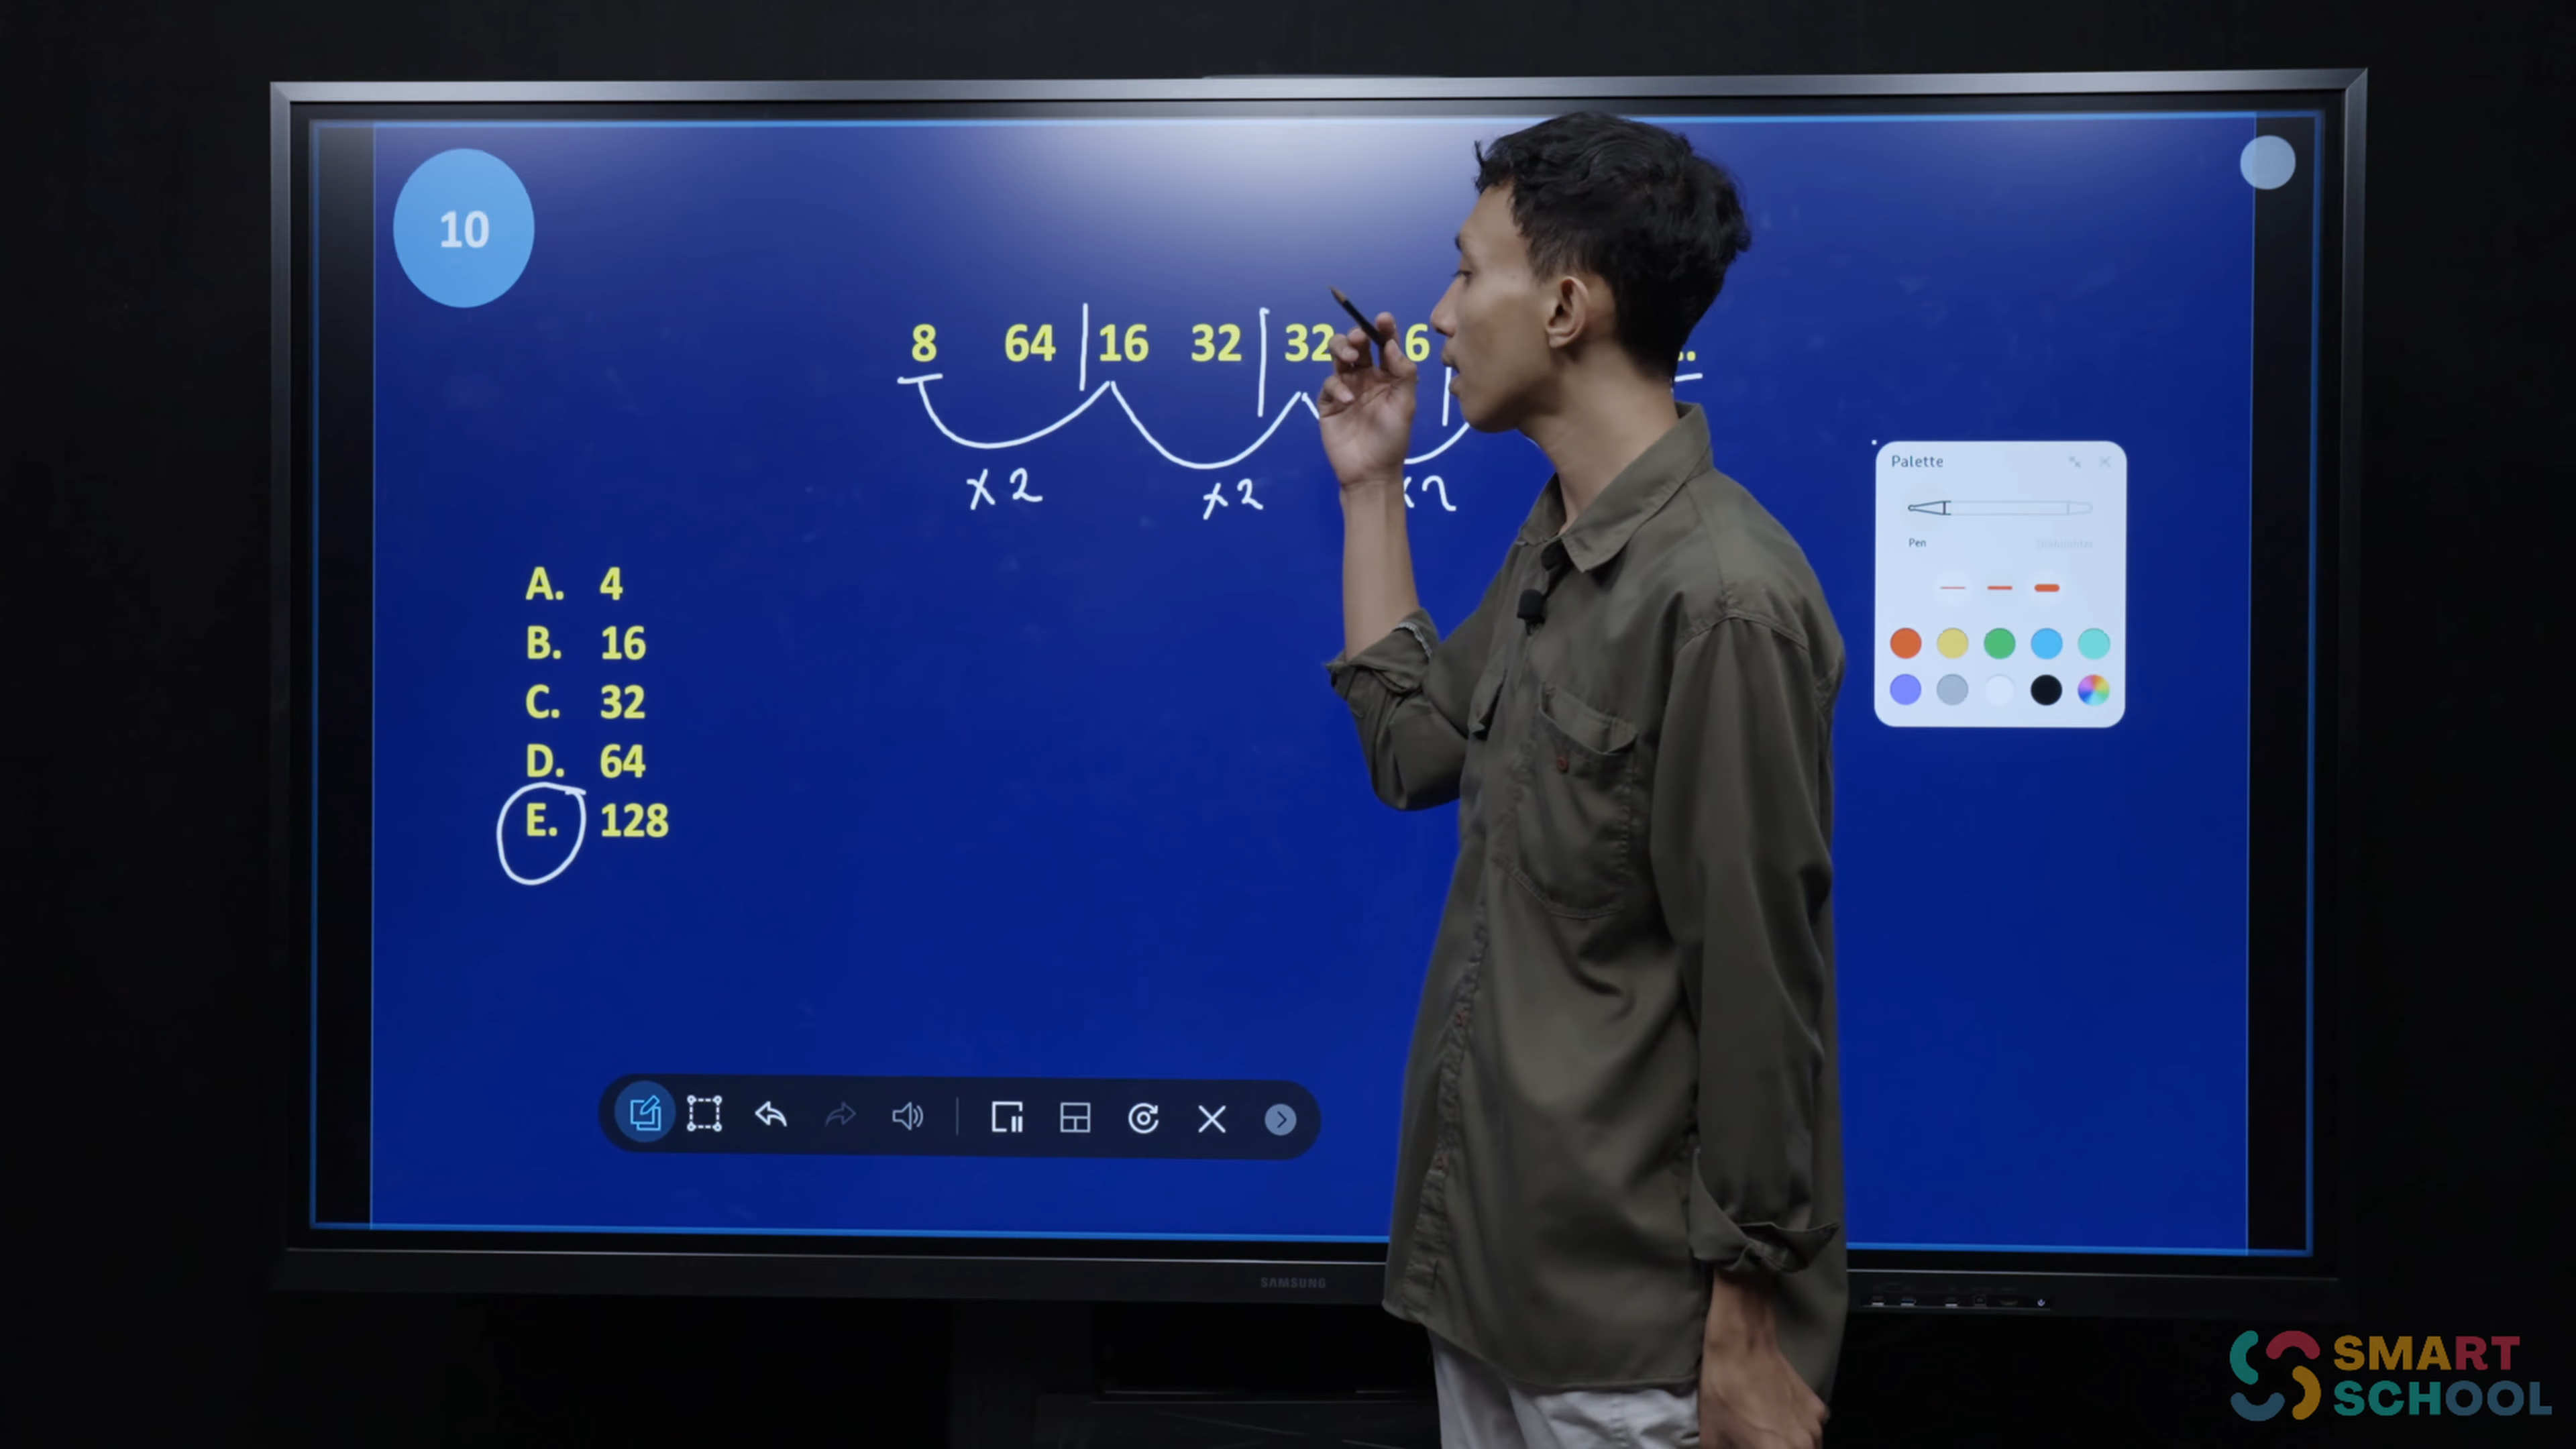 10
8 64 16 32 32 6 ..
x2 x2 x2
A. 4
B. 16
C. 32
D. 64
E. 128
Palette
Pen
SAMSUNG
SMART
SCHOOL